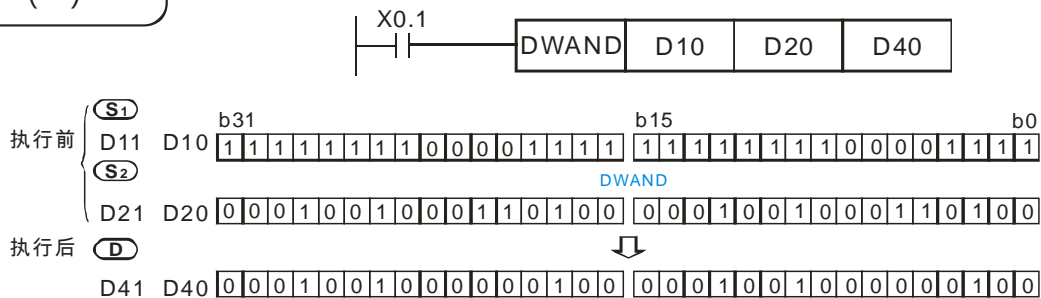 X0.1
DWAND D10 D20 D40
S1
b31 b15 b0
执行前 D11 D10 1 1 1 1 1 1 1 1 0 0 0 0 1 1 1 1 1 1 1 1 1 1 1 1 0 0 0 0 1 1 1 1
S2
DWAND
D21 D20 0 0 0 1 0 0 1 0 0 0 1 1 0 1 0 0 0 0 0 1 0 0 1 0 0 0 1 1 0 1 0 0
执行后 D
D41 D40 0 0 0 1 0 0 1 0 0 0 0 0 0 1 0 0 0 0 0 1 0 0 1 0 0 0 0 0 0 1 0 0